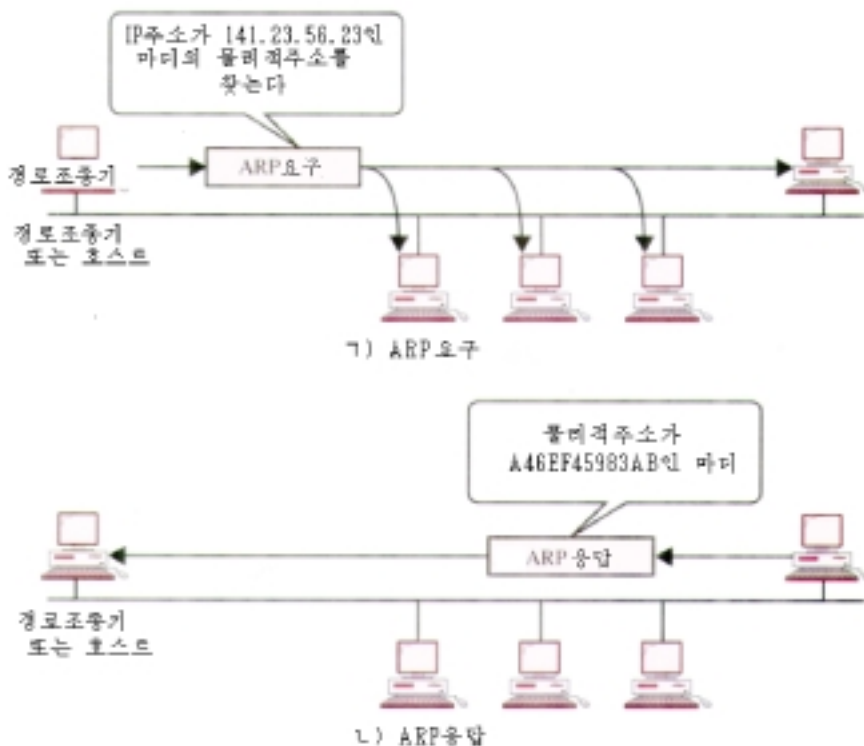 IP주소가 141.23.56.23인
마디의 물리적주소를
찾는다
ARP요구
경로조종기
경로조종기
또는 호스트
ㄱ) ARP요구
물리적주소가
A46EF45983AB인 마디
ARP응답
경로조종기
또는 호스트
ㄴ) ARP응답